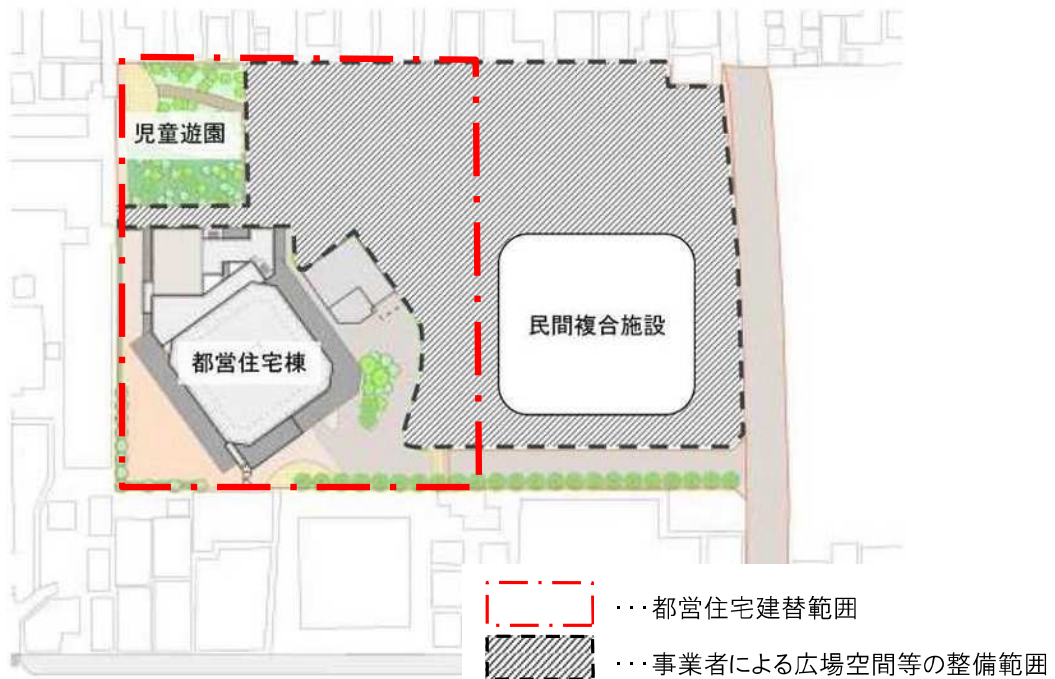 児童遊園
民間複合施設
都営住宅棟
･･･都営住宅建替範囲
･･･事業者による広場空間等の整備範囲